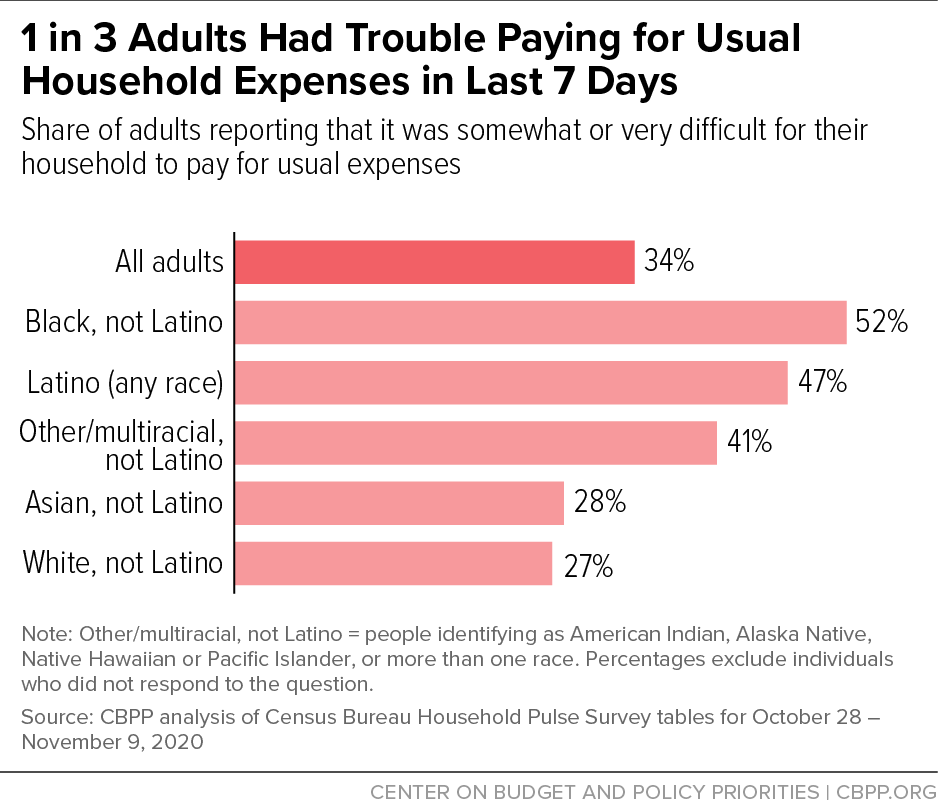 1 in 3 Adults Had Trouble Paying for Usual
Household Expenses in Last 7 Days
Share of adults reporting that it was somewhat or very difficult for their
household to pay for usual expenses
All adults
34%
Black, not Latino
52%
Latino (any race)
47%
Other/multiracial,
not Latino
41%
Asian, not Latino
28%
White, not Latino
27%
Note: Other/multiracial, not Latino = people identifying as American Indian, Alaska Native,
Native Hawaiian or Pacific Islander, or more than one race. Percentages exclude individuals
who did not respond to the question.
Source: CBPP analysis of Census Bureau Household Pulse Survey tables for October 28 –
November 9, 2020
CENTER ON BUDGET AND POLICY PRIORITIES | CBPP.ORG